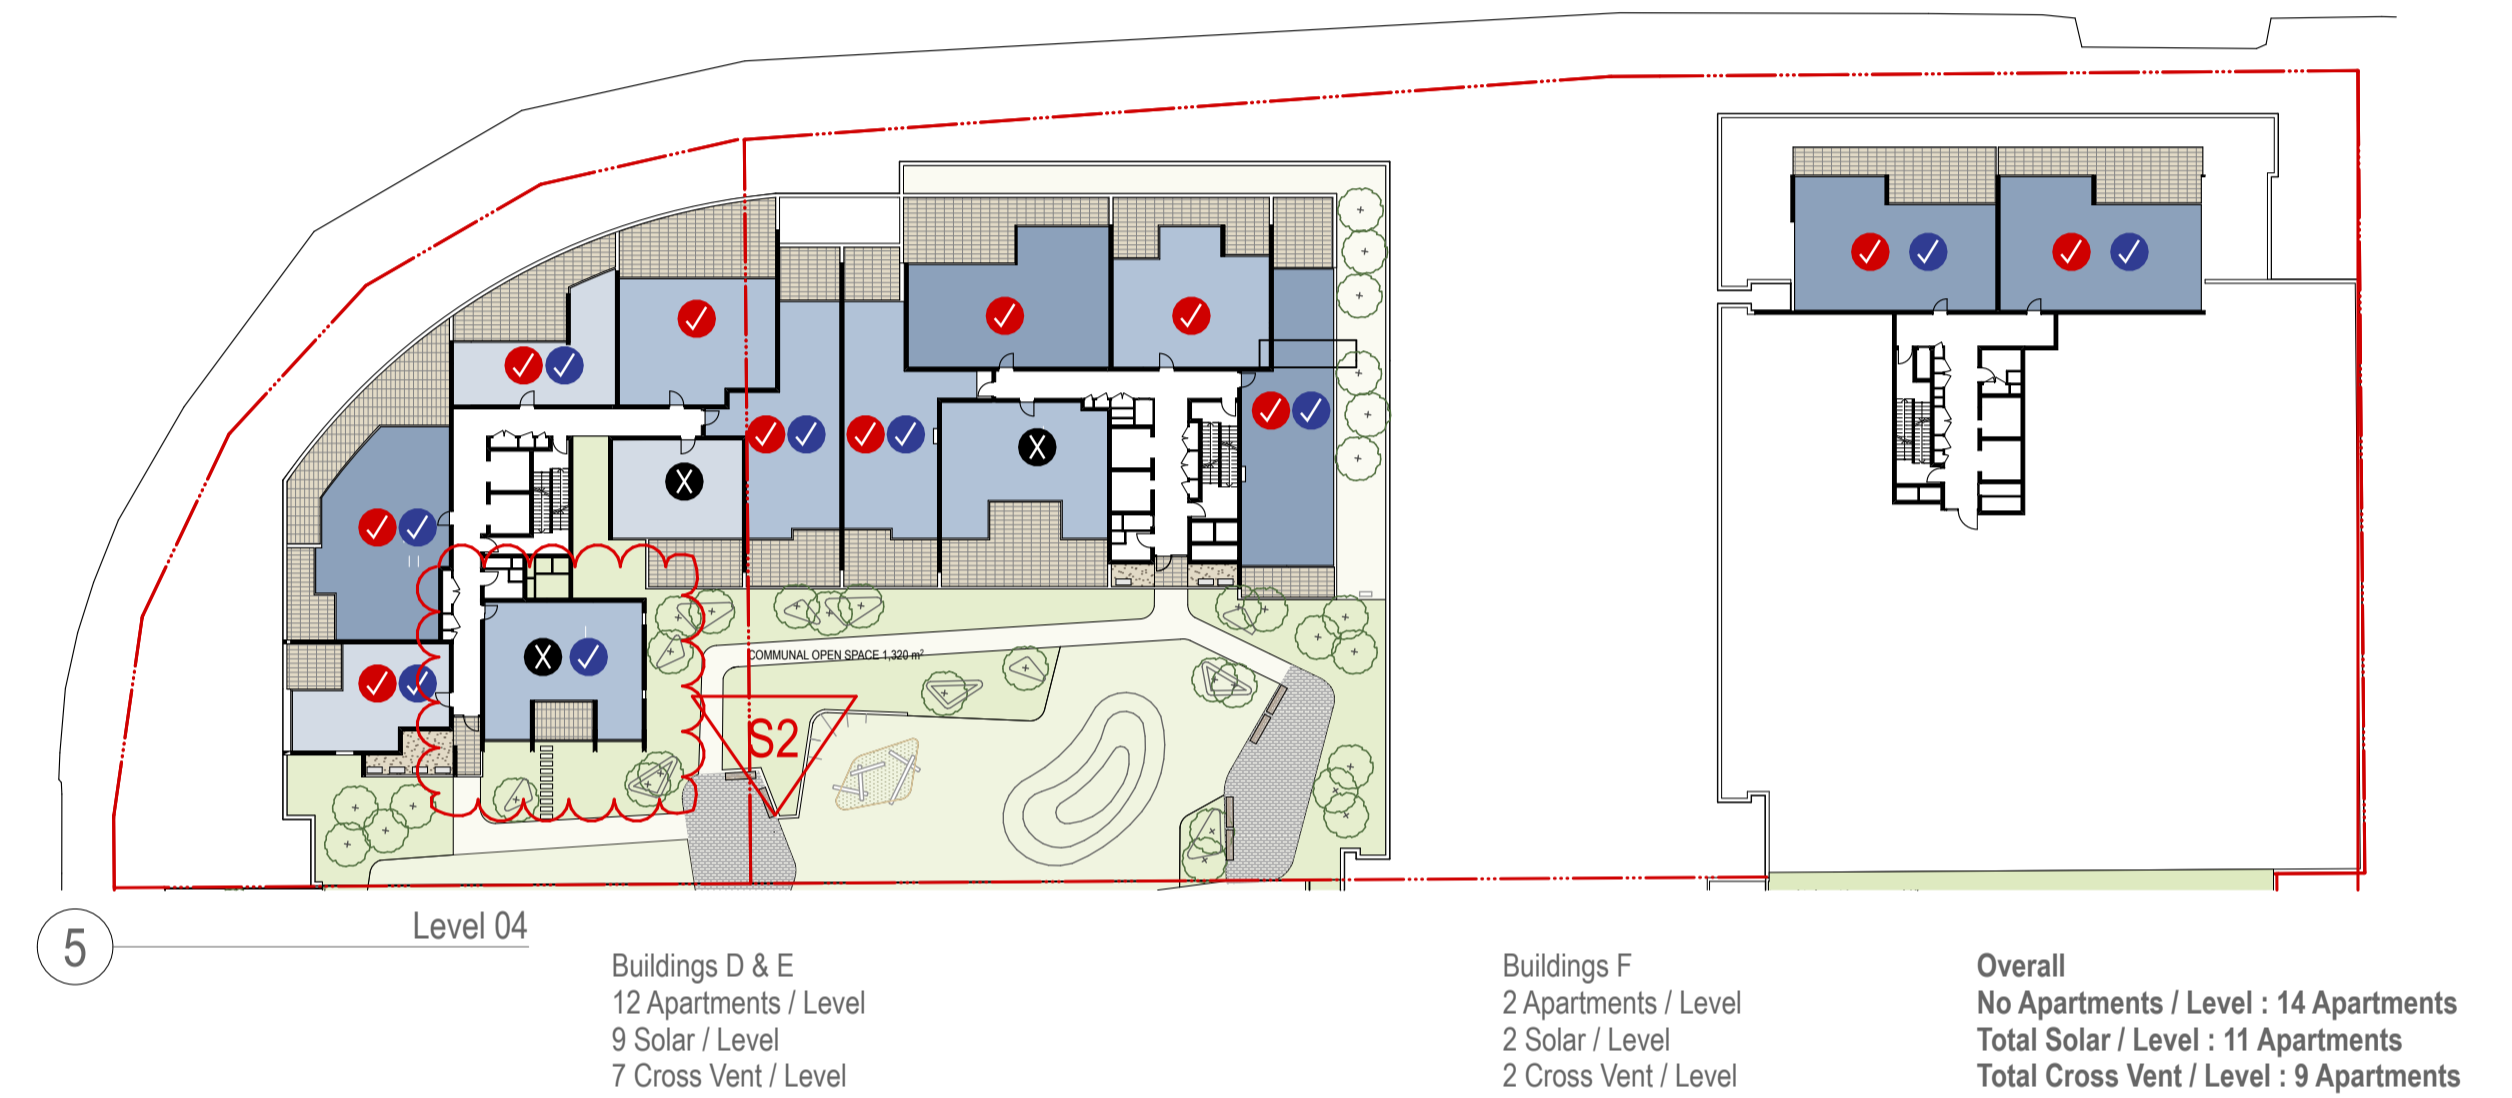 COMMUNAL OPEN SPACE 1,320 m²
S2
5
Level 04
Buildings D & E
12 Apartments / Level
9 Solar / Level
7 Cross Vent / Level
Buildings F
2 Apartments / Level
2 Solar / Level
2 Cross Vent / Level
Overall
No Apartments / Level : 14 Apartments
Total Solar / Level : 11 Apartments
Total Cross Vent / Level : 9 Apartments